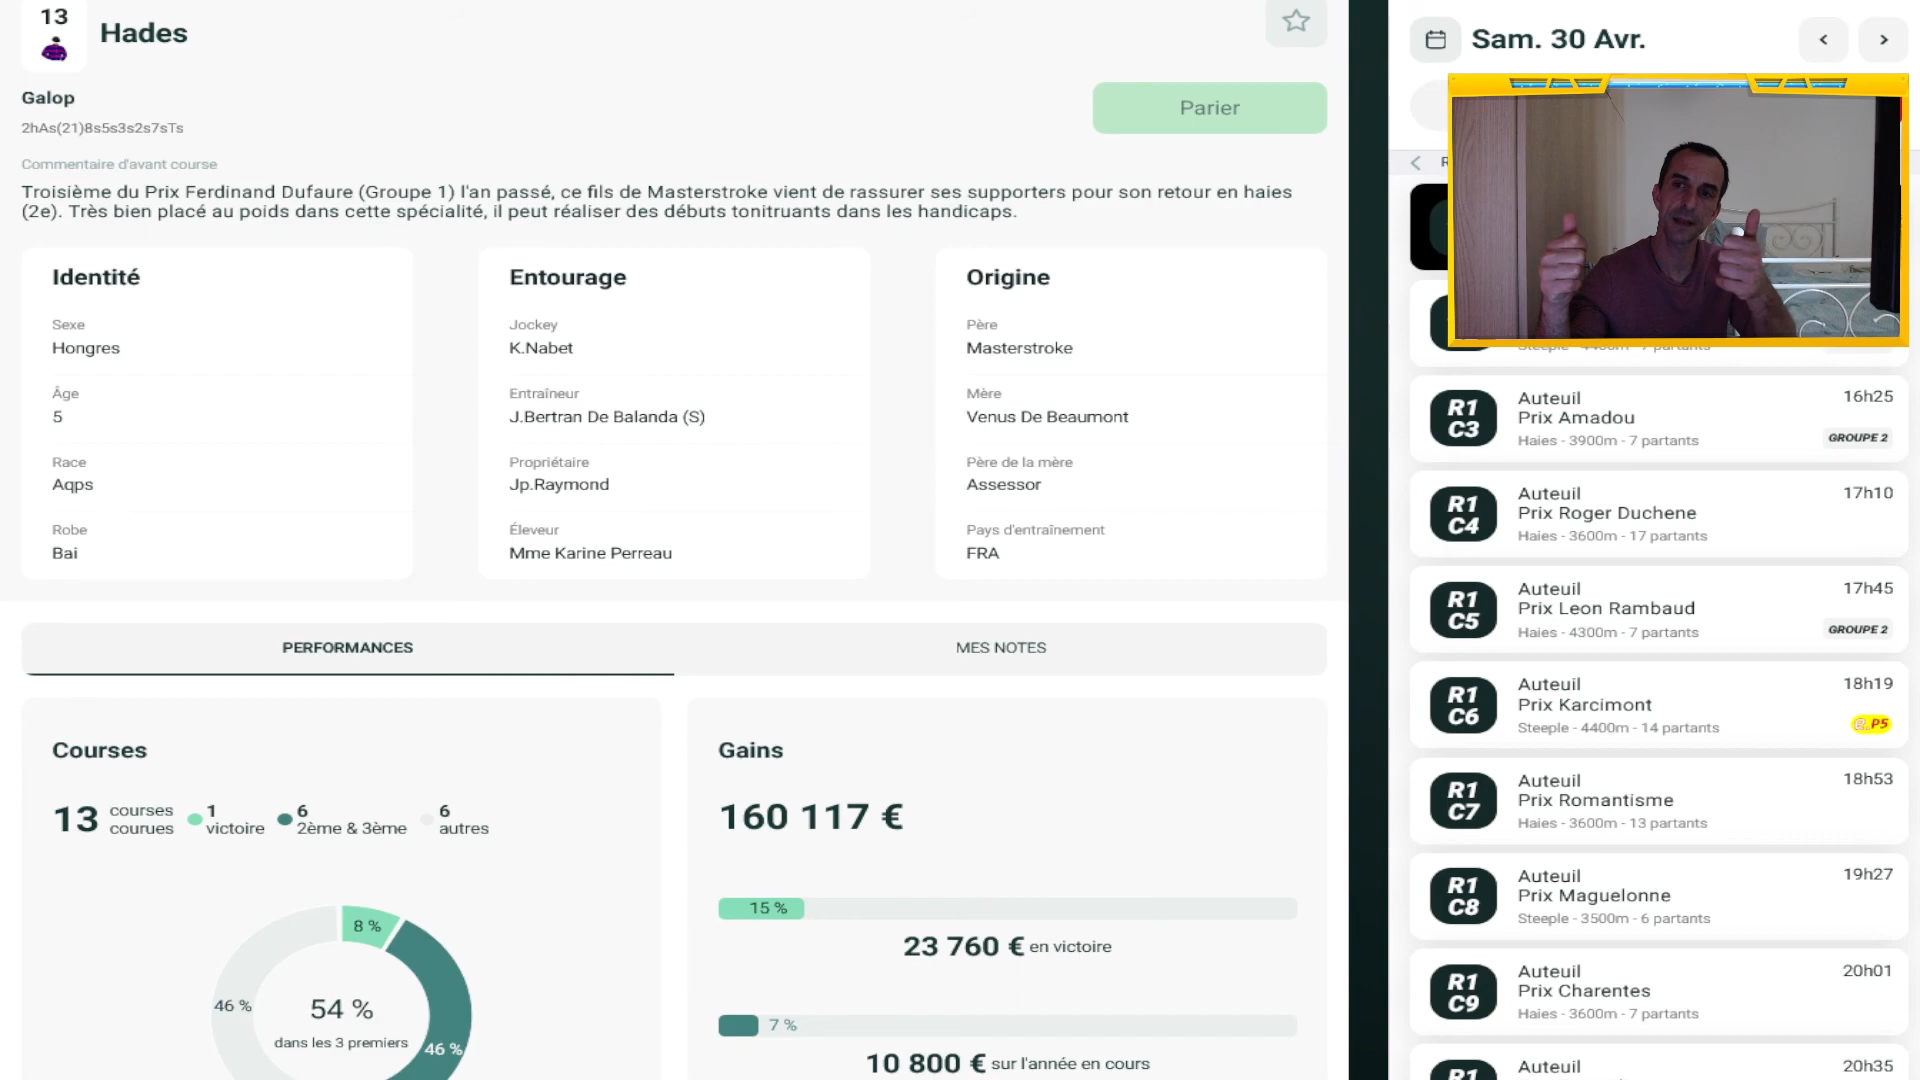 13
Hades
Galop
2hAs(21)8s5s3s2s7sTs
Parier
Commentaire d'avant course
Troisième du Prix Ferdinand Dufaure (Groupe 1) l'an passé, ce fils de Masterstroke vient de rassurer ses supporters pour son retour en haies
(2e). Très bien placé au poids dans cette spécialité, il peut réaliser des débuts tonitruants dans les handicaps.
Identité
Sexe
Hongres
Âge
5
Race
Aqps
Robe
Bai
Entourage
Jockey
K.Nabet
Entraîneur
J.Bertran De Balanda (S)
Propriétaire
Jp.Raymond
Éleveur
Mme Karine Perreau
Origine
Père
Masterstroke
Mère
Venus De Beaumont
Père de la mère
Assessor
Pays d'entraînement
FRA
PERFORMANCES
MES NOTES
Courses
13 courses courues
1 victoire
6 2ème & 3ème
6 autres
8 %
46 %
46 %
54 %
dans les 3 premiers
Gains
160 117 €
15 %
23 760 € en victoire
7 %
10 800 € sur l'année en cours
Sam. 30 Avr.
R1 C3
Auteuil
Prix Amadou
Haies - 3900m - 7 partants
16h25
GROUPE 2
R1 C4
Auteuil
Prix Roger Duchene
Haies - 3600m - 17 partants
17h10
R1 C5
Auteuil
Prix Leon Rambaud
Haies - 4300m - 7 partants
17h45
GROUPE 2
R1 C6
Auteuil
Prix Karcimont
Steeple - 4400m - 14 partants
18h19
e. P5
R1 C7
Auteuil
Prix Romantisme
Haies - 3600m - 13 partants
18h53
R1 C8
Auteuil
Prix Maguelonne
Steeple - 3500m - 6 partants
19h27
R1 C9
Auteuil
Prix Charentes
Haies - 3600m - 7 partants
20h01
R1
Auteuil
20h35